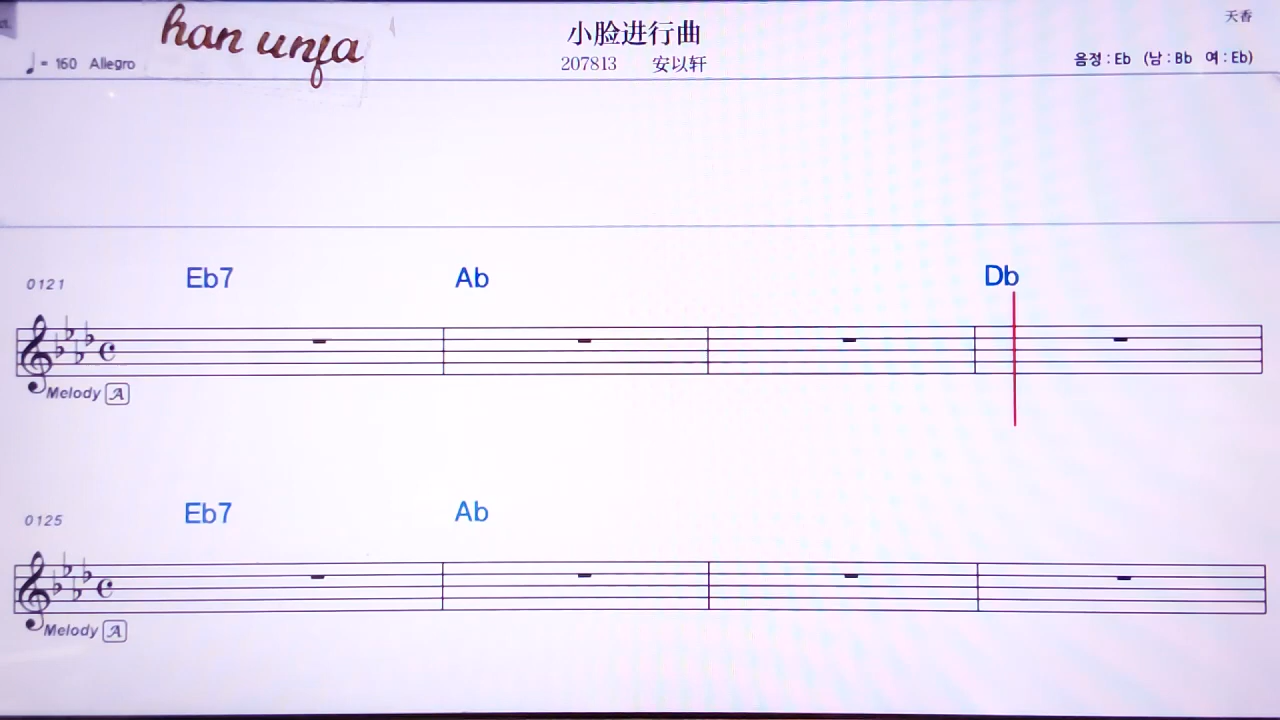 han unfa
小脸进行曲
天香
♩= 160 Allegro
207813 安以轩
음정 : Eb (남 : Bb 여 : Eb)
0121
Eb7 Ab Db
Melody A
0125
Eb7 Ab
Melody A